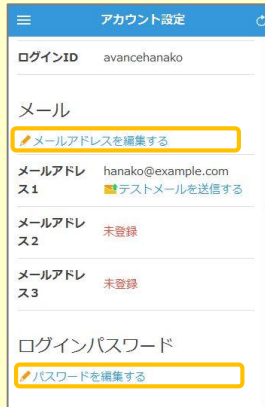 アカウント設定
ログインID avancehanako
メール
メールアドレスを編集する
メールアドレ hanako@example.com
ス1 テストメールを送信する
メールアドレ
ス2 未登録
メールアドレ
ス3 未登録
ログインパスワード
パスワードを編集する